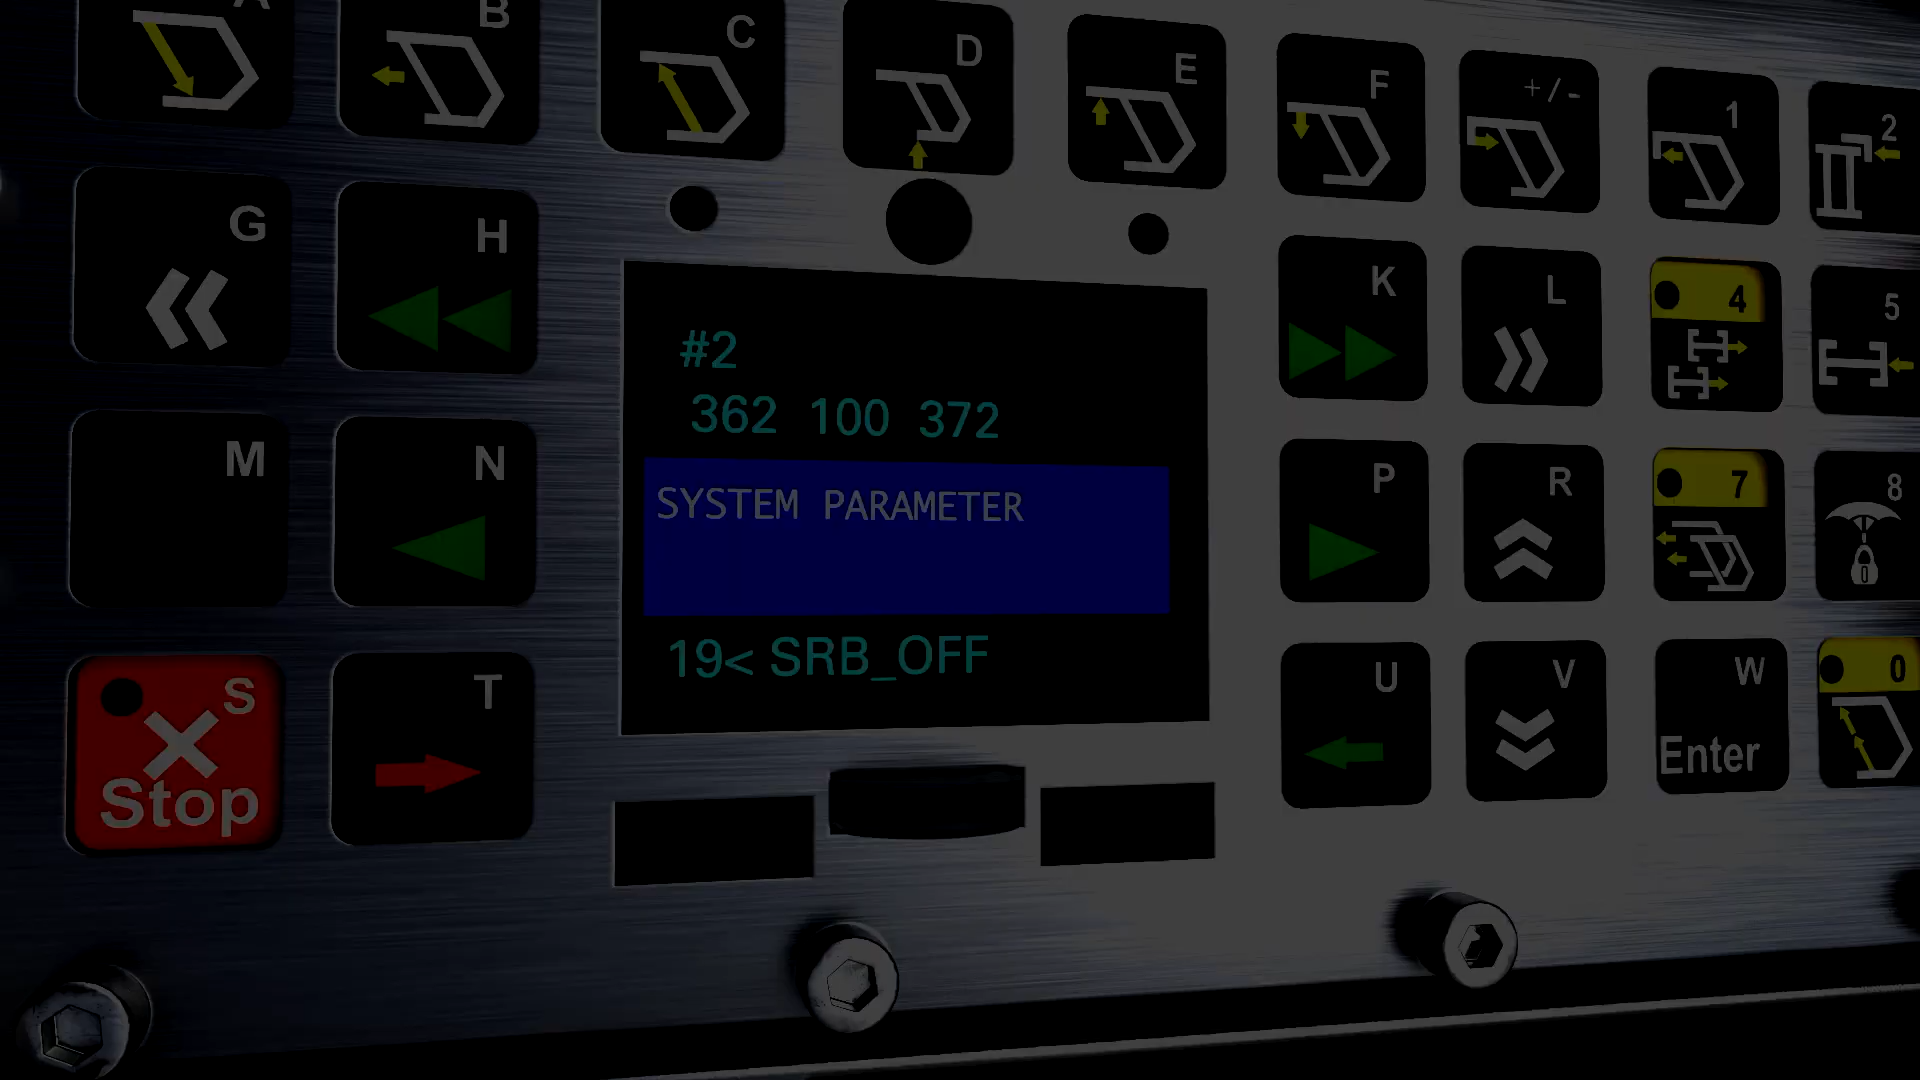 A
B
C
D
E
F
+/-
1
2
G
H
K
L
4
5
#2
362 100 372
M
N
SYSTEM PARAMETER
P
R
7
8
S
Stop
T
19< SRB_OFF
U
V
W
Enter
0